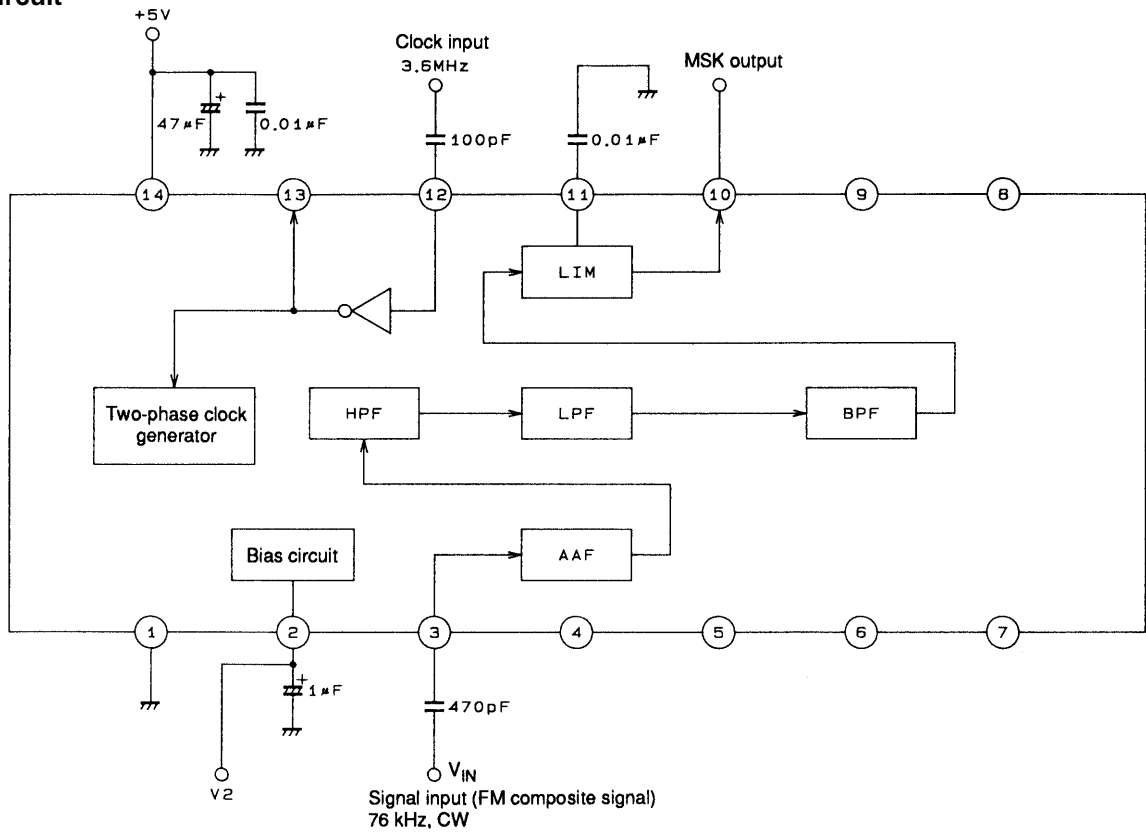 ircuit
+5V
Clock input
3.6MHz
MSK output
47μF
0.01μF
100pF
0.01μF
14
13
12
11
10
9
8
LIM
Two-phase clock
generator
HPF
LPF
BPF
Bias circuit
AAF
1
2
3
4
5
6
7
1μF
470pF
V2
VIN
Signal input (FM composite signal)
76 kHz, CW